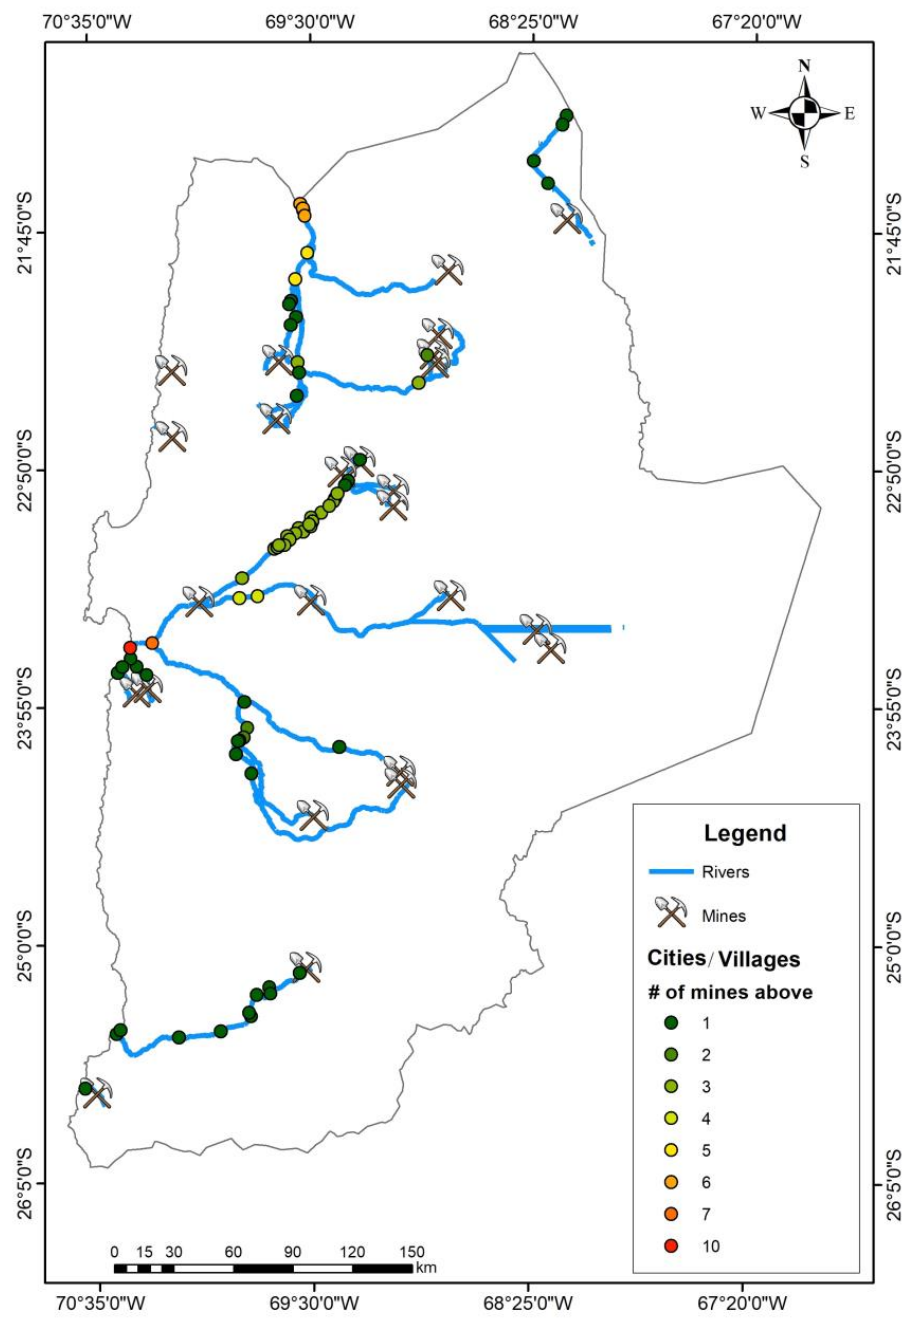 70°35'0"W 69°30'0"W 68°25'0"W 67°20'0"W
N
W E
S
21°45'0"S 21°45'0"S
22°50'0"S 22°50'0"S
23°55'0"S 23°55'0"S
Legend
Rivers
Mines
25°0'0"S 25°0'0"S
Cities/Villages
# of mines above
1
2
3
4
5
26°5'0"S 26°5'0"S
6
7
10
0 15 30 60 90 120 150
km
70°35'0"W 69°30'0"W 68°25'0"W 67°20'0"W